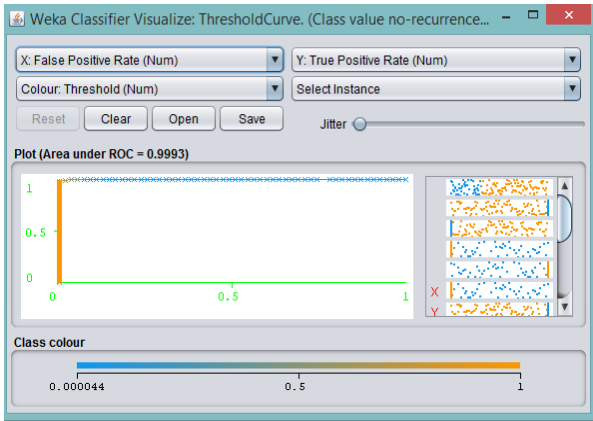 Weka Classifier Visualize: ThresholdCurve. (Class value no-recurrence...
X: False Positive Rate (Num)
Y: True Positive Rate (Num)
Colour: Threshold (Num)
Select Instance
Reset
Clear
Open
Save
Jitter
Plot (Area under ROC = 0.9993)
1
0.5
0
0
0.5
1
X
Y
Class colour
0.000044
0.5
1